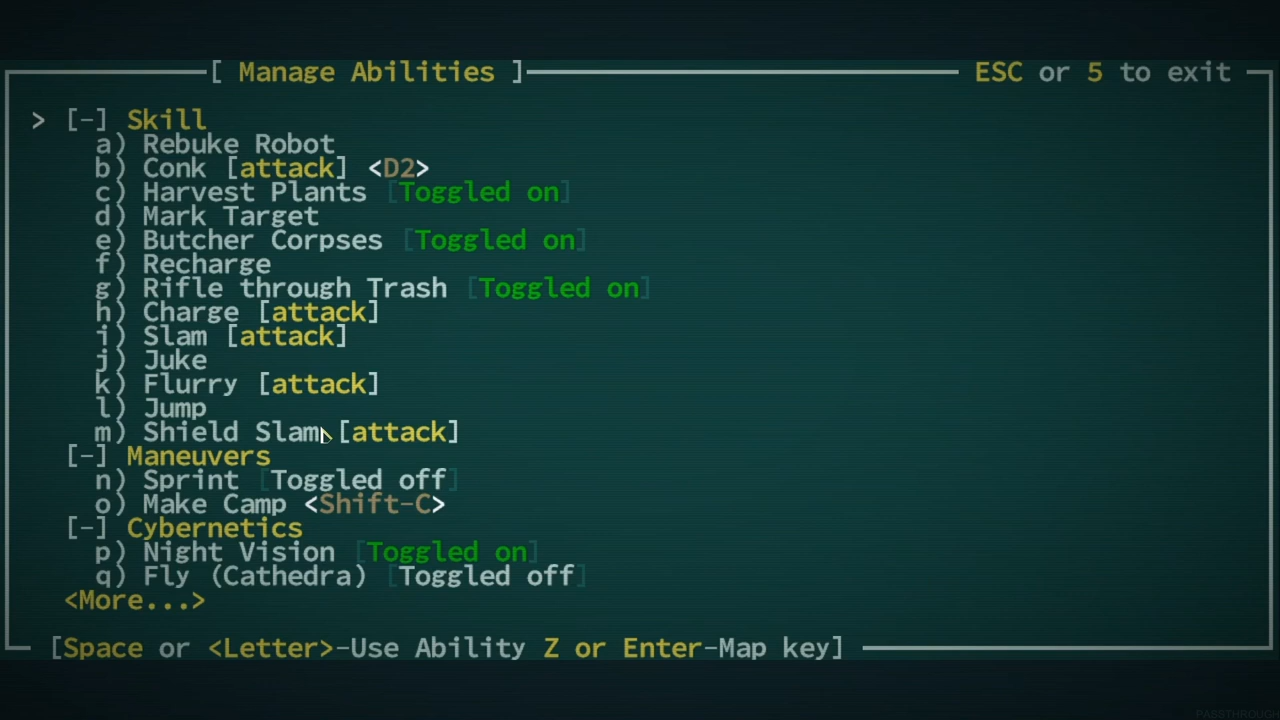 [ Manage Abilities ] ESC or 5 to exit
> [-] Skill
a) Rebuke Robot
b) Conk [attack] <D2>
c) Harvest Plants [Toggled on]
d) Mark Target
e) Butcher Corpses [Toggled on]
f) Recharge
g) Rifle through Trash [Toggled on]
h) Charge [attack]
i) Slam [attack]
j) Juke
k) Flurry [attack]
l) Jump
m) Shield Slam [attack]
[-] Maneuvers
n) Sprint [Toggled off]
o) Make Camp <Shift-C>
[-] Cybernetics
p) Night Vision [Toggled on]
q) Fly (Cathedra) [Toggled off]
<More...>
[Space or <Letter>-Use Ability Z or Enter-Map key]